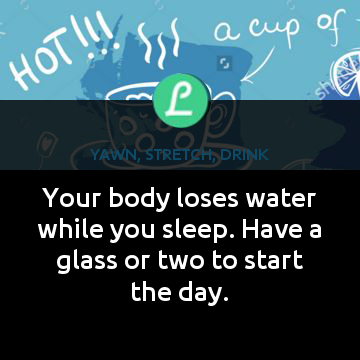 HOT!!!
a cup of
L
YAWN, STRETCH, DRINK
Your body loses water
while you sleep. Have a
glass or two to start
the day.